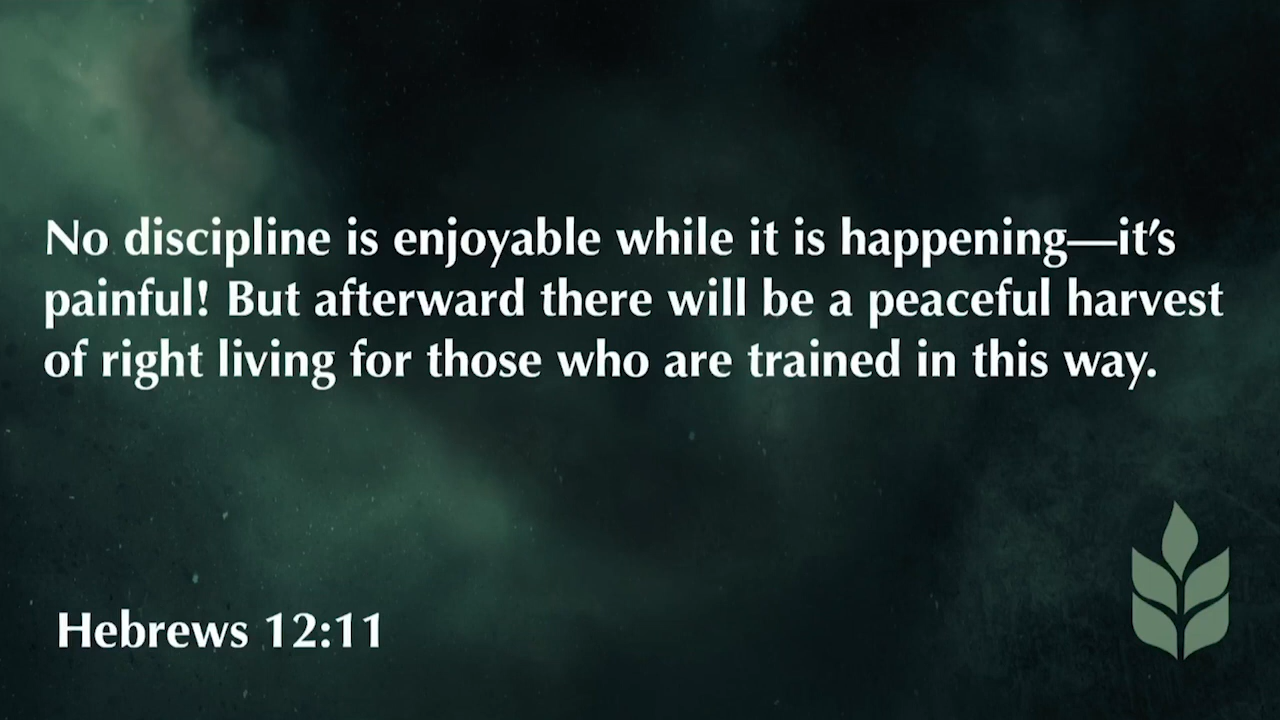 No discipline is enjoyable while it is happening—it’s
painful! But afterward there will be a peaceful harvest
of right living for those who are trained in this way.
Hebrews 12:11